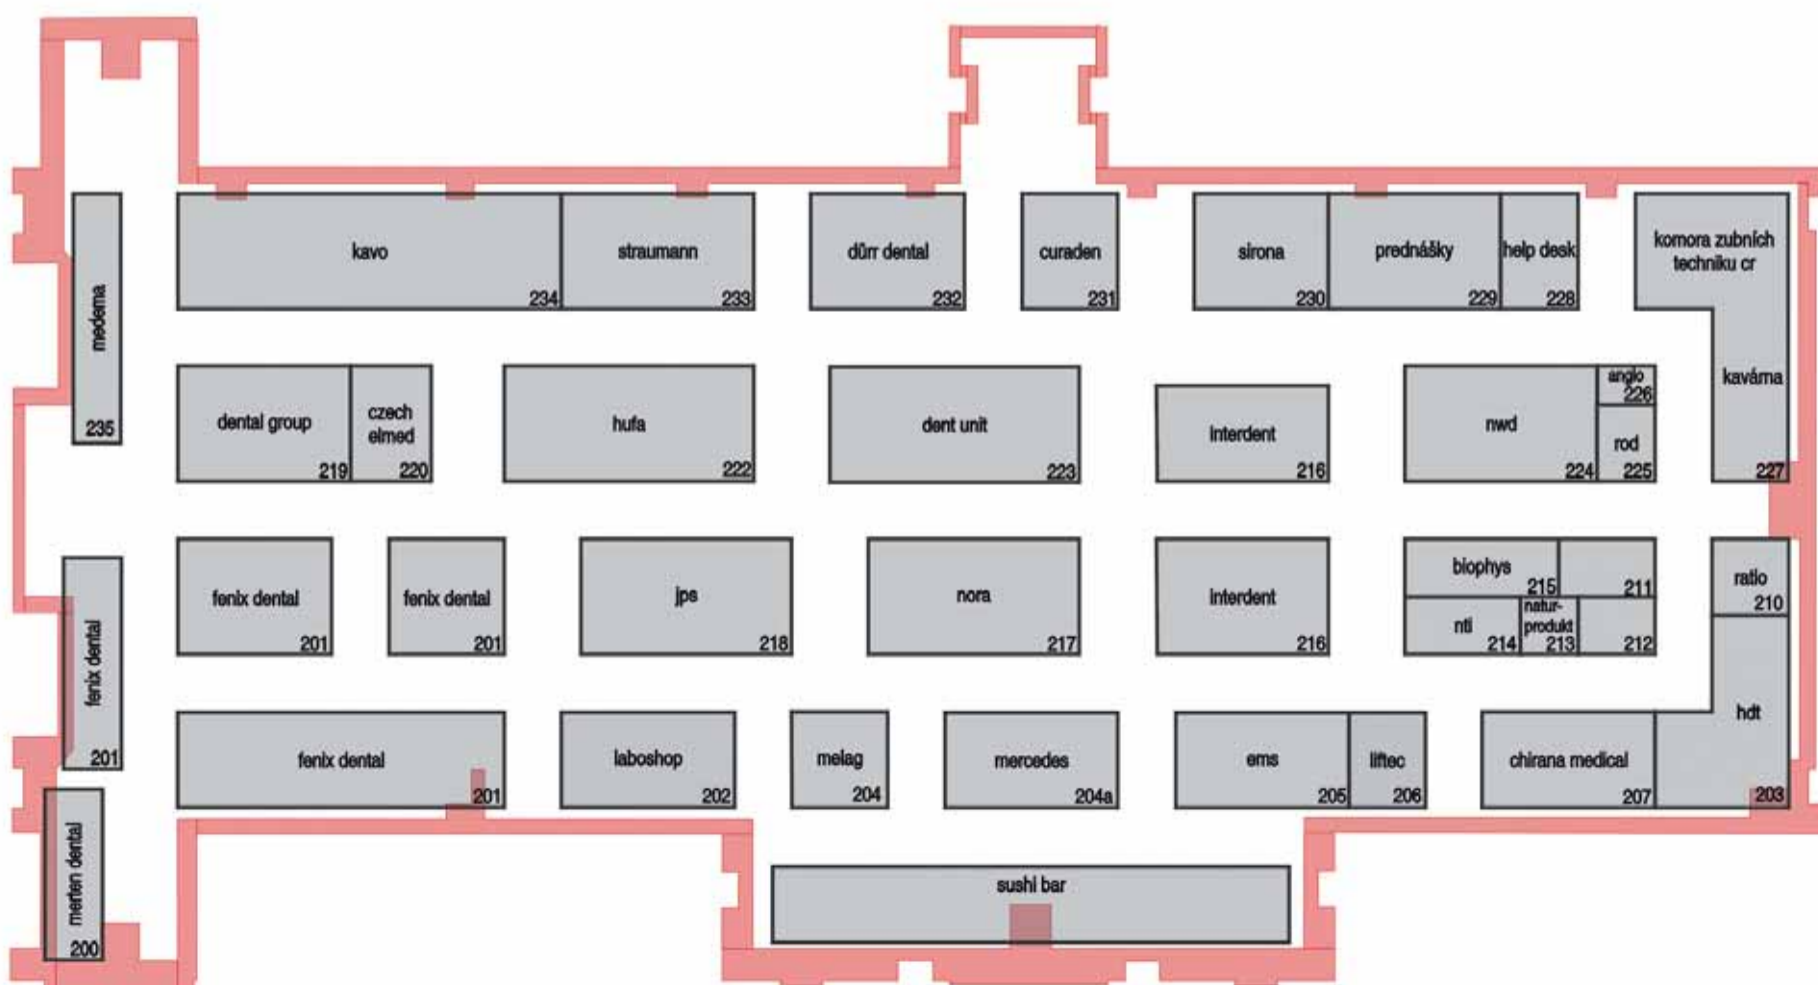 kavo
234
straumann
233
dürr dental
232
curaden
231
sirona
230
prednášky
229
help desk
228
komora zubních
techniku cr
kavárna
227
medema
235
dental group
219
czech
elmed
220
hufa
222
dent unit
223
interdent
216
nwd
224
anglo
226
rod
225
fenix dental
201
fenix dental
201
fenix dental
201
jps
218
nora
217
interdent
216
biophys
215
211
nti
214
natur-
produkt
213
212
ratio
210
hdt
203
fenix dental
201
laboshop
202
melag
204
mercedes
204a
ems
205
liftec
206
chirana medical
207
merten dental
200
sushi bar